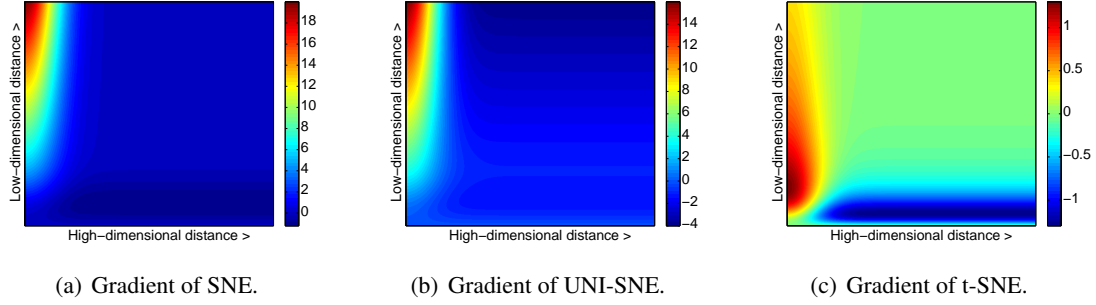 Low–dimensional distance >
High–dimensional distance >
18
16
14
12
10
8
6
4
2
0
(a) Gradient of SNE.
Low–dimensional distance >
High–dimensional distance >
14
12
10
8
6
4
2
0
−2
−4
(b) Gradient of UNI-SNE.
Low–dimensional distance >
High–dimensional distance >
1
0.5
0
−0.5
−1
(c) Gradient of t-SNE.